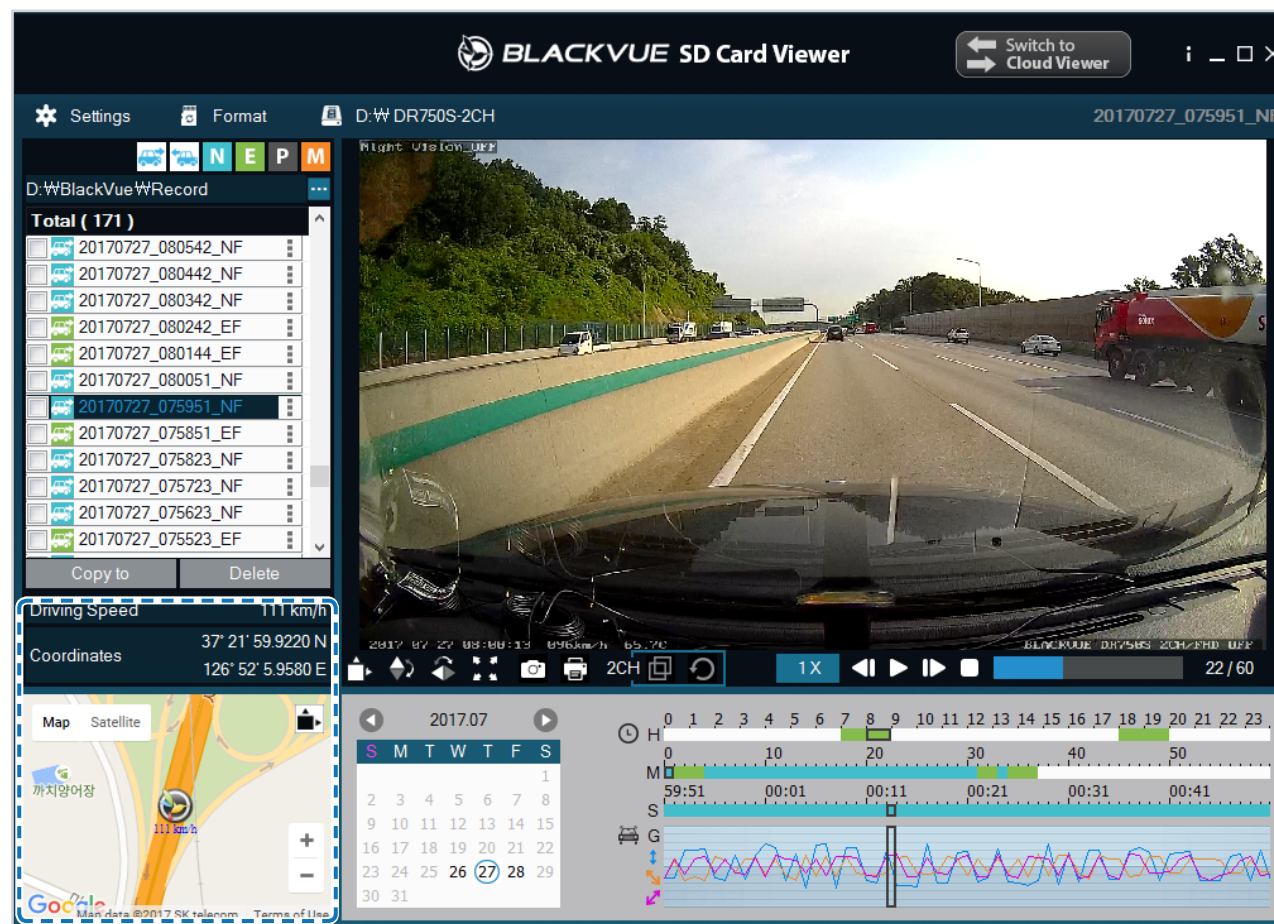 BLACKVUE SD Card Viewer
Switch to
Cloud Viewer
Settings
Format
D:₩ DR750S-2CH
20170727_075951_NF
N E P M
D:₩BlackVue₩Record
Total ( 171 )
20170727_080542_NF
20170727_080442_NF
20170727_080342_NF
20170727_080242_EF
20170727_080144_EF
20170727_080051_NF
20170727_075951_NF
20170727_075851_EF
20170727_075823_NF
20170727_075723_NF
20170727_075623_NF
20170727_075523_EF
Copy to
Delete
Night Vision_OFF
BLACKVUE DR750S 2CH/FHD OFF
Driving Speed 111 km/h
Coordinates
37° 21' 59.9220 N
126° 52' 5.9580 E
2CH
1X
22 / 60
Map
Satellite
까치양어장
111 km/h
Google
Map data ©2017 SK telecom
Terms of Use
2017.07
S M T W T F S
1
2 3 4 5 6 7 8
9 10 11 12 13 14 15
16 17 18 19 20 21 22
23 24 25 26 27 28 29
30 31
H 0 1 2 3 4 5 6 7 8 9 10 11 12 13 14 15 16 17 18 19 20 21 22 23
M 0 10 20 30 40 50
S 59:51 00:01 00:11 00:21 00:31 00:41
G